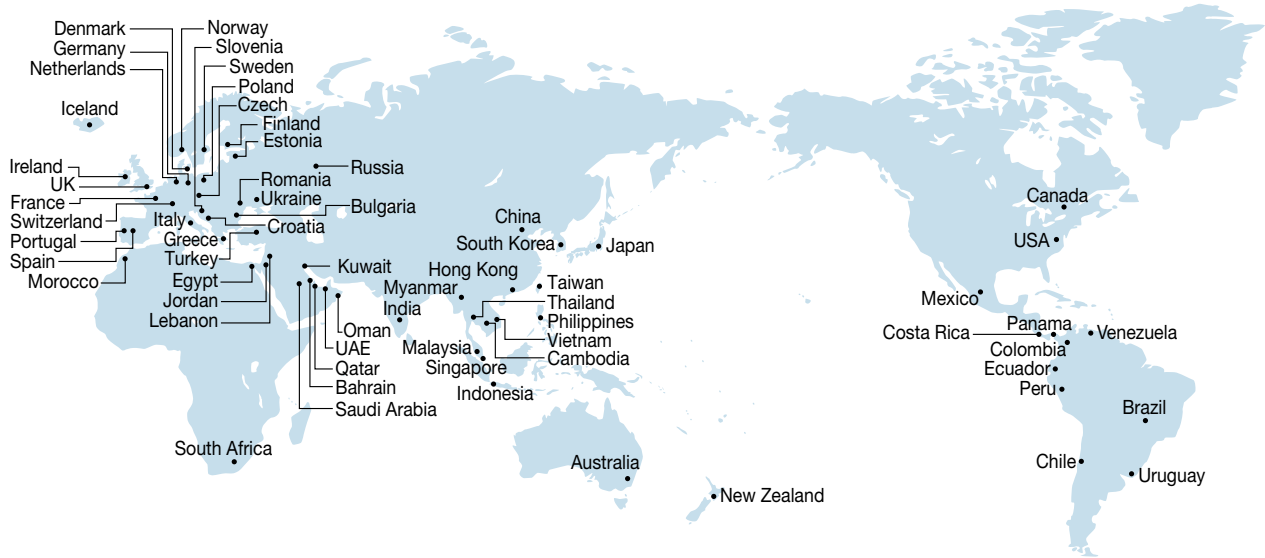 Denmark
Norway
Germany
Slovenia
Netherlands
Sweden
Poland
Czech
Iceland
Finland
Estonia
Ireland
Russia
UK
Romania
France
Ukraine
Switzerland
Bulgaria
Italy
Croatia
Portugal
Greece
Spain
Turkey
Morocco
Kuwait
Egypt
Jordan
Lebanon
Oman
UAE
Qatar
Bahrain
Saudi Arabia
South Africa
China
South Korea
Japan
Hong Kong
Myanmar
Taiwan
India
Thailand
Philippines
Vietnam
Malaysia
Cambodia
Singapore
Indonesia
Australia
New Zealand
Canada
USA
Mexico
Panama
Costa Rica
Venezuela
Colombia
Ecuador
Peru
Brazil
Chile
Uruguay